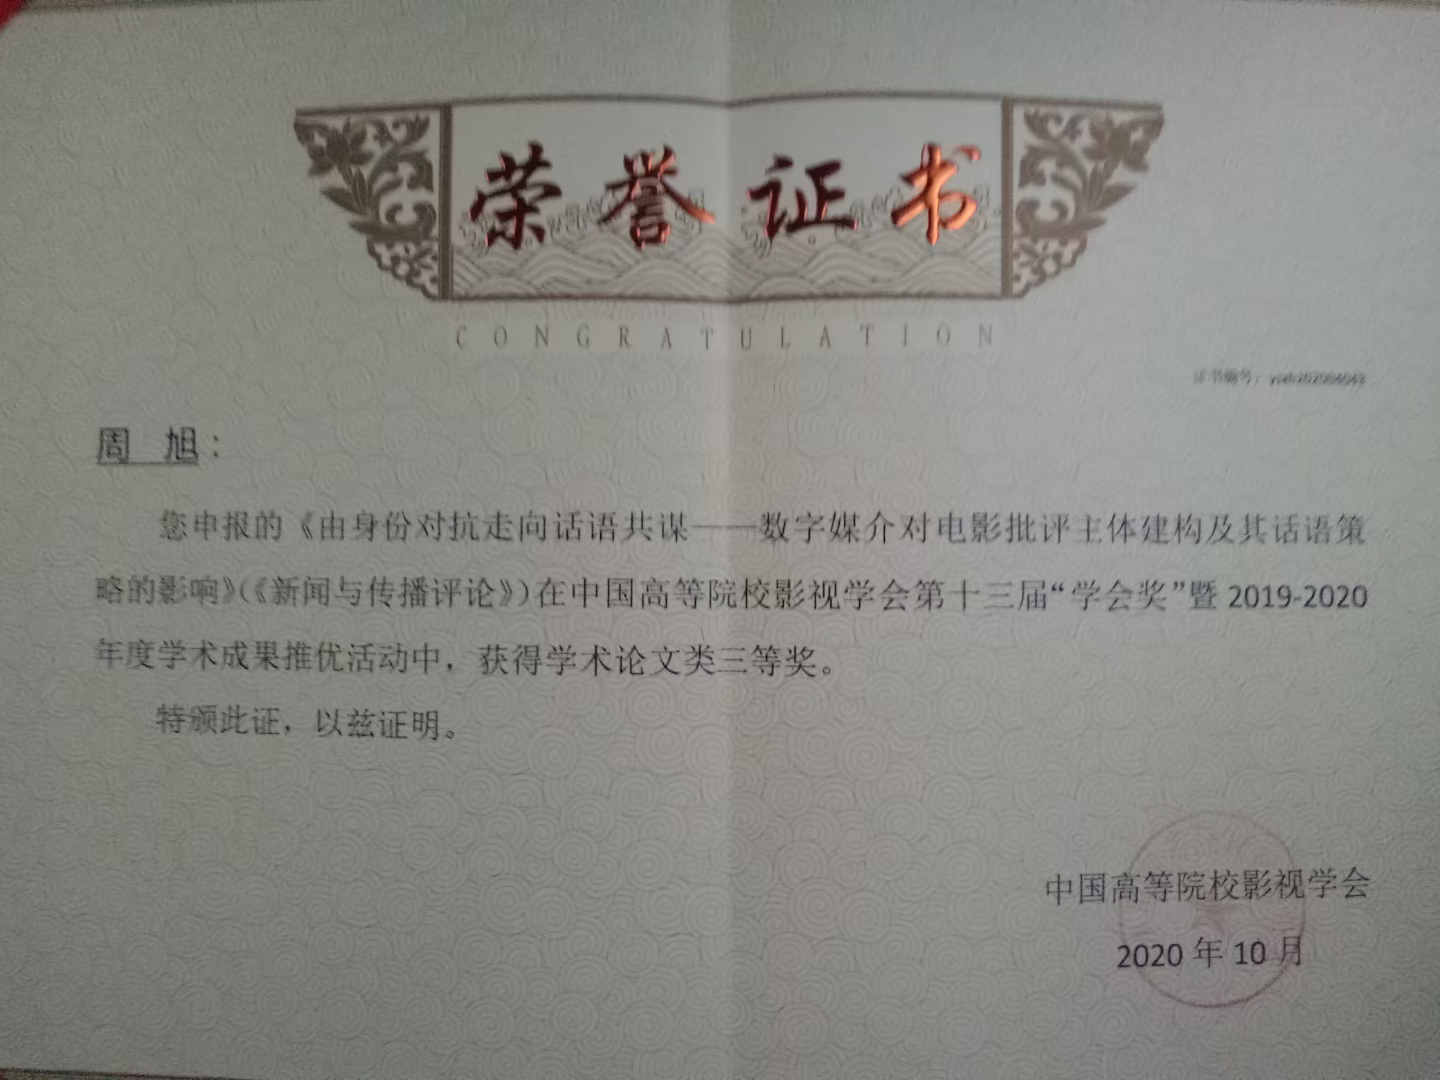 荣誉证书
CONGRATULATION
证书编号：
周 旭：
您申报的《由身份对抗走向话语共谋——数字媒介对电影批评主体建构及其话语策
略的影响》（《新闻与传播评论》）在中国高等院校影视学会第十三届“学会奖”暨 2019-2020
年度学术成果推优活动中，获得学术论文类三等奖。
特颁此证，以兹证明。
中国高等院校影视学会
2020 年 10 月